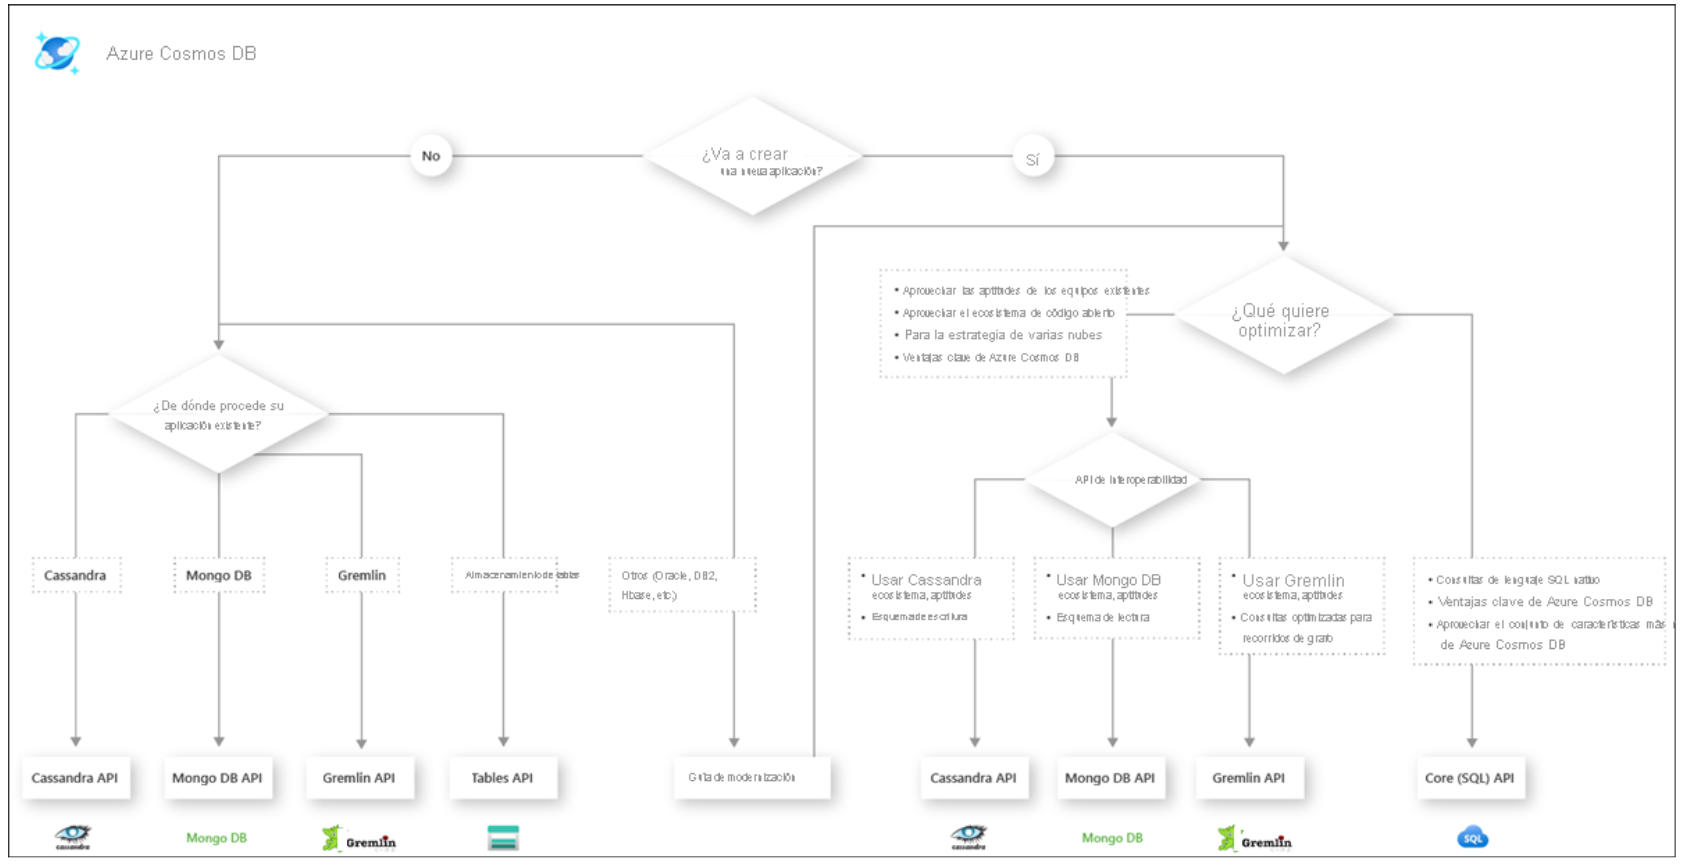 Azure Cosmos DB
No
¿Va a crear
una nueva aplicación?
Sí
• Aprovechar las aptitudes de los equipos existentes
• Aprovechar el ecosistema de código abierto
• Para la estrategia de varias nubes
• Ventajas clave de Azure Cosmos DB
¿Qué quiere
optimizar?
¿De dónde procede su
aplicación existente?
API de interoperabilidad
Cassandra
Mongo DB
Gremlin
Almacenamiento de tablas
Otros (Oracle, DB2,
Hbase, etc.)
• Usar Cassandra
ecosistema, aptitudes
• Esquema de escritura
• Usar Mongo DB
ecosistema, aptitudes
• Esquema de lectura
• Usar Gremlin
ecosistema, aptitudes
• Consultas optimizadas para
recorridos de grafo
• Consultas de lenguaje SQL nativo
• Ventajas clave de Azure Cosmos DB
• Aprovechar el conjunto de características más
de Azure Cosmos DB
Cassandra API
Mongo DB API
Gremlin API
Tables API
Guía de modernización
Cassandra API
Mongo DB API
Gremlin API
Core (SQL) API
cassandra
Mongo DB
Gremlin
cassandra
Mongo DB
Gremlin
SQL